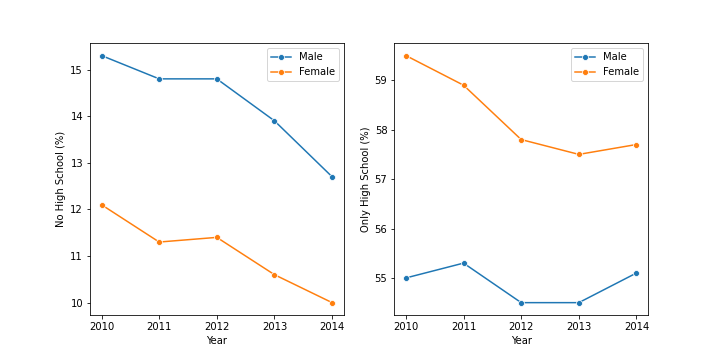 No High School (%)
15
14
13
12
11
10
2010 2011 2012 2013 2014
Year
Male
Female
Only High School (%)
59
58
57
56
55
2010 2011 2012 2013 2014
Year
Male
Female